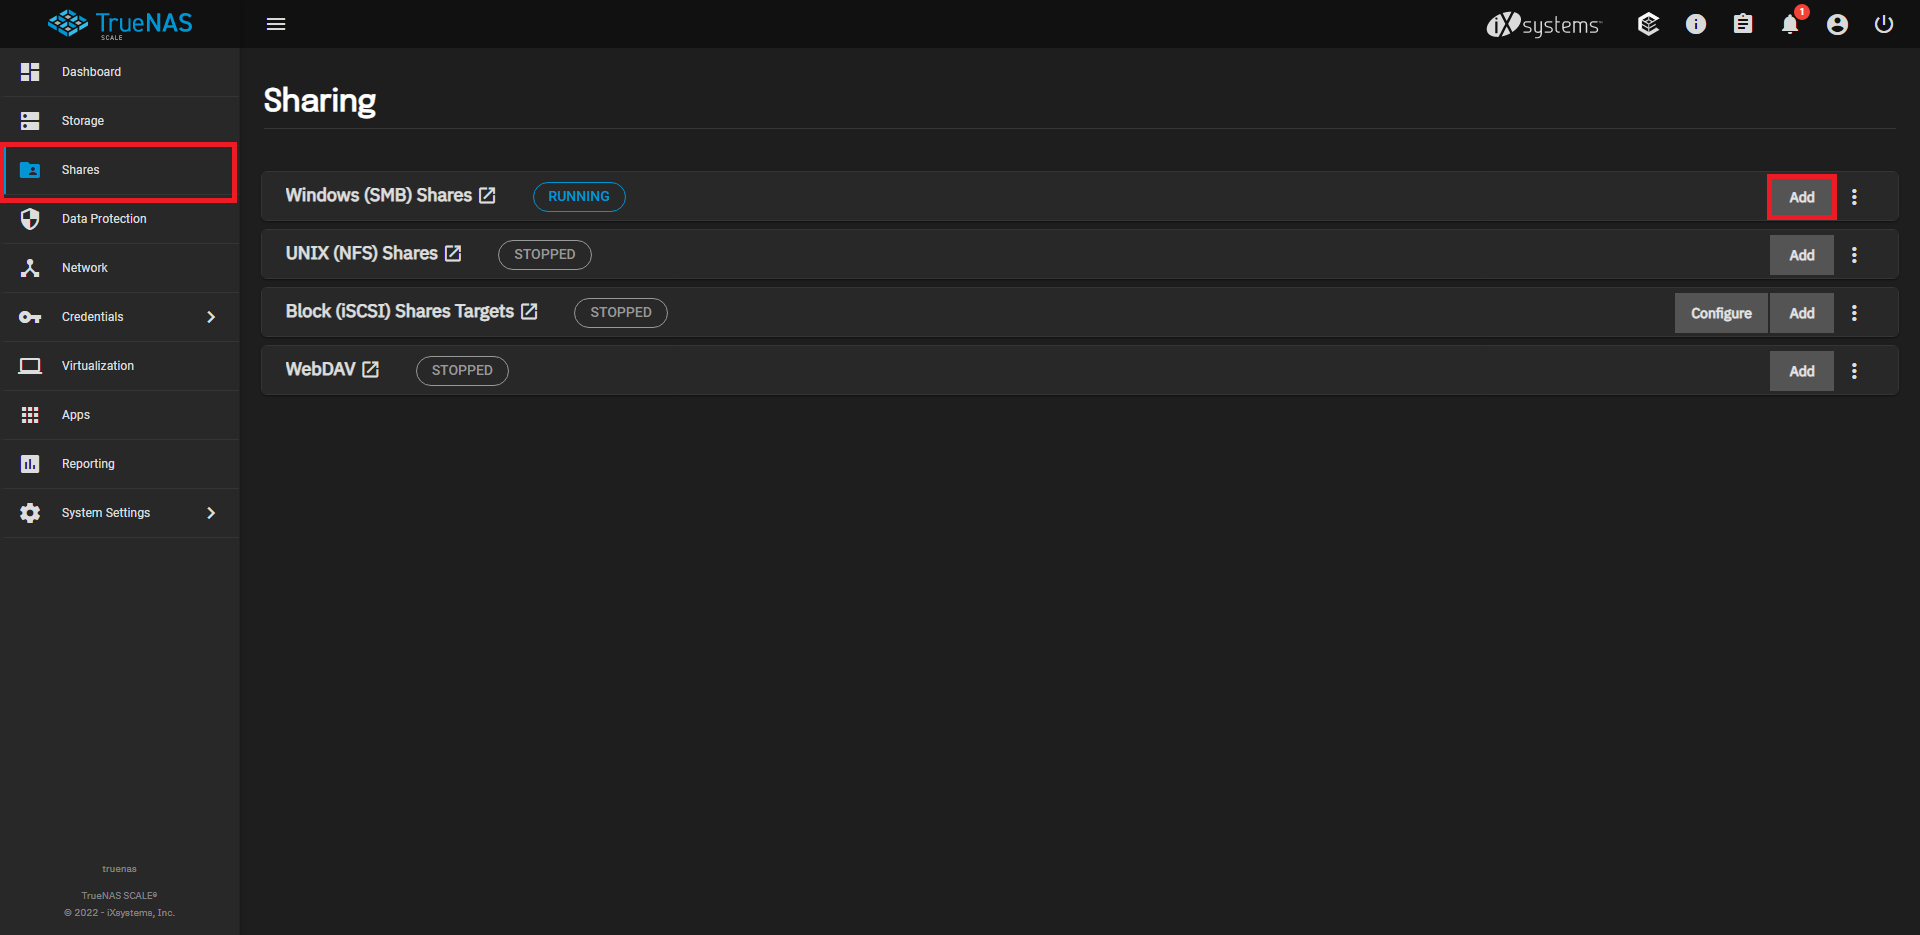 TrueNAS
SCALE
iXsystems™
1
Dashboard
Storage
Shares
Data Protection
Network
Credentials
Virtualization
Apps
Reporting
System Settings
Sharing
Windows (SMB) Shares RUNNING Add
UNIX (NFS) Shares STOPPED Add
Block (iSCSI) Shares Targets STOPPED Configure Add
WebDAV STOPPED Add
truenas
TrueNAS SCALE®
© 2022 - iXsystems, Inc.